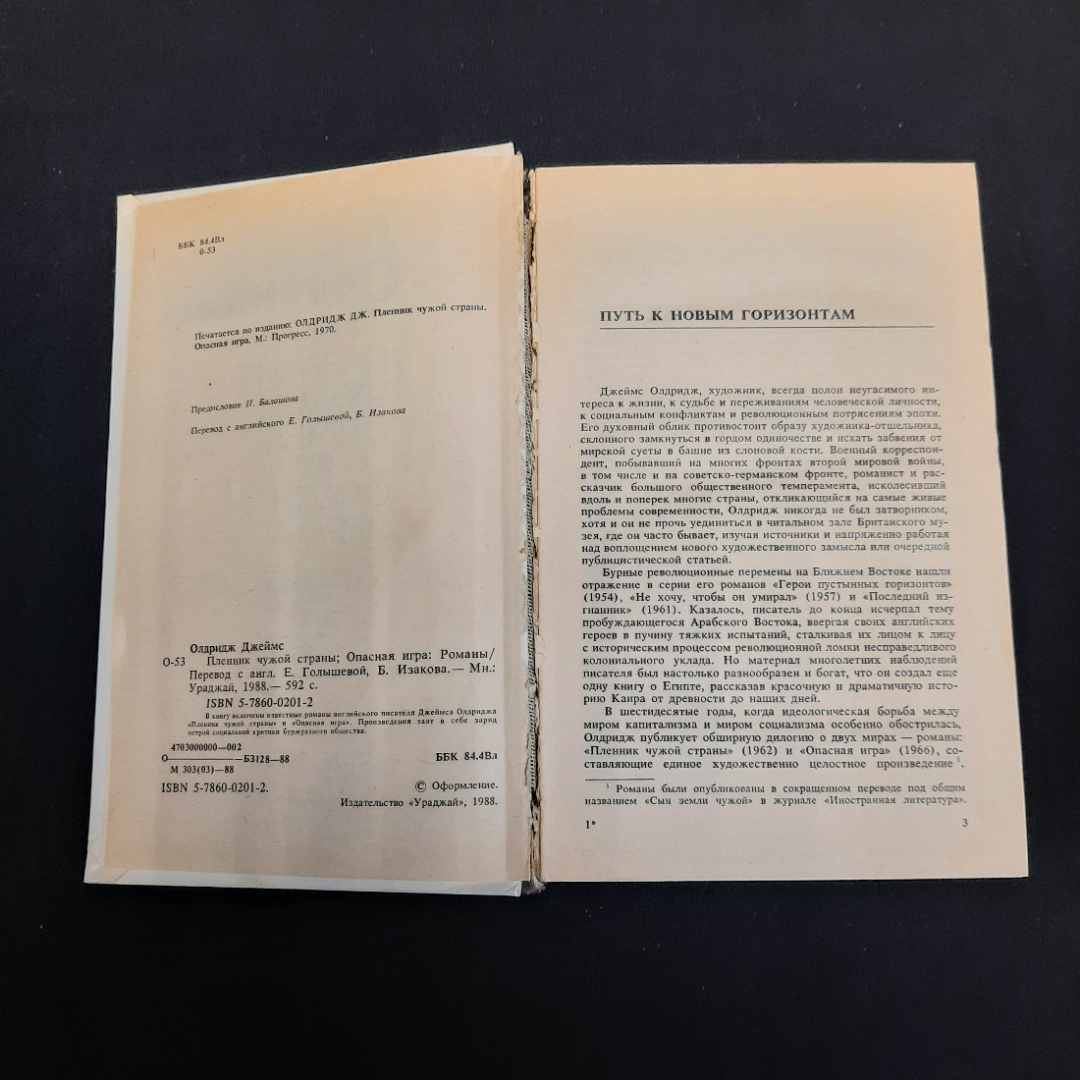 ББК 84.4Вл
О-53
Печатается по изданию: ОЛДРИДЖ ДЖ. Пленник чужой страны.
Опасная игра. М.: Прогресс, 1970.
Предисловие П. Балашова
Перевод с английского Е. Голышевой, Б. Изакова
Олдридж Джеймс
О-53 Пленник чужой страны; Опасная игра: Романы/
Перевод с англ. Е. Голышевой, Б. Изакова.— Мн.:
Ураджай, 1988.— 592 с.
ISBN 5-7860-0201-2
В книгу включены известные романы английского писателя Джеймса Олдриджа
«Пленник чужой страны» и «Опасная игра». Произведения таят в себе заряд
острой социальной критики буржуазного общества.
4703000000—002
О————————БЗ128—88
М 303(03)—88
ББК 84.4Вл
ISBN 5-7860-0201-2.
© Оформление.
Издательство «Ураджай», 1988.
ПУТЬ К НОВЫМ ГОРИЗОНТАМ
Джеймс Олдридж, художник, всегда полон неугасимого ин-
тереса к жизни, к судьбе и переживаниям человеческой личности,
к социальным конфликтам и революционным потрясениям эпохи.
Его духовный облик противостоит образу художника-отшельника,
склонного замкнуться в гордом одиночестве и искать забвения от
мирской суеты в башне из слоновой кости. Военный корреспон-
дент, побывавший на многих фронтах второй мировой войны,
в том числе и на советско-германском фронте, романист и рас-
сказчик большого общественного темперамента, исколесивший
вдоль и поперек многие страны, откликающийся на самые живые
проблемы современности, Олдридж никогда не был затворником,
хотя и он не прочь уединиться в читальном зале Британского му-
зея, где он часто бывает, изучая источники и напряженно работая
над воплощением нового художественного замысла или очередной
публицистической статьей.
Бурные революционные перемены на Ближнем Востоке нашли
отражение в серии его романов «Герои пустынных горизонтов»
(1954), «Не хочу, чтобы он умирал» (1957) и «Последний из-
гнанник» (1961). Казалось, писатель до конца исчерпал тему
пробуждающегося Арабского Востока, ввергая своих английских
героев в пучину тяжких испытаний, сталкивая их лицом к лицу
с историческим процессом революционной ломки несправедливого
колониального уклада. Но материал многолетних наблюдений
писателя был настолько разнообразен и богат, что он создал еще
одну книгу о Египте, рассказав красочную и драматичную исто-
рию Каира от древности до наших дней.
В шестидесятые годы, когда идеологическая борьба между
миром капитализма и миром социализма особенно обострилась,
Олдридж публикует обширную дилогию о двух мирах — романы:
«Пленник чужой страны» (1962) и «Опасная игра» (1966), со-
ставляющие единое художественно целостное произведение ¹.
¹ Романы были опубликованы в сокращенном переводе под общим
названием «Сын земли чужой» в журнале «Иностранная литература».
1*
3